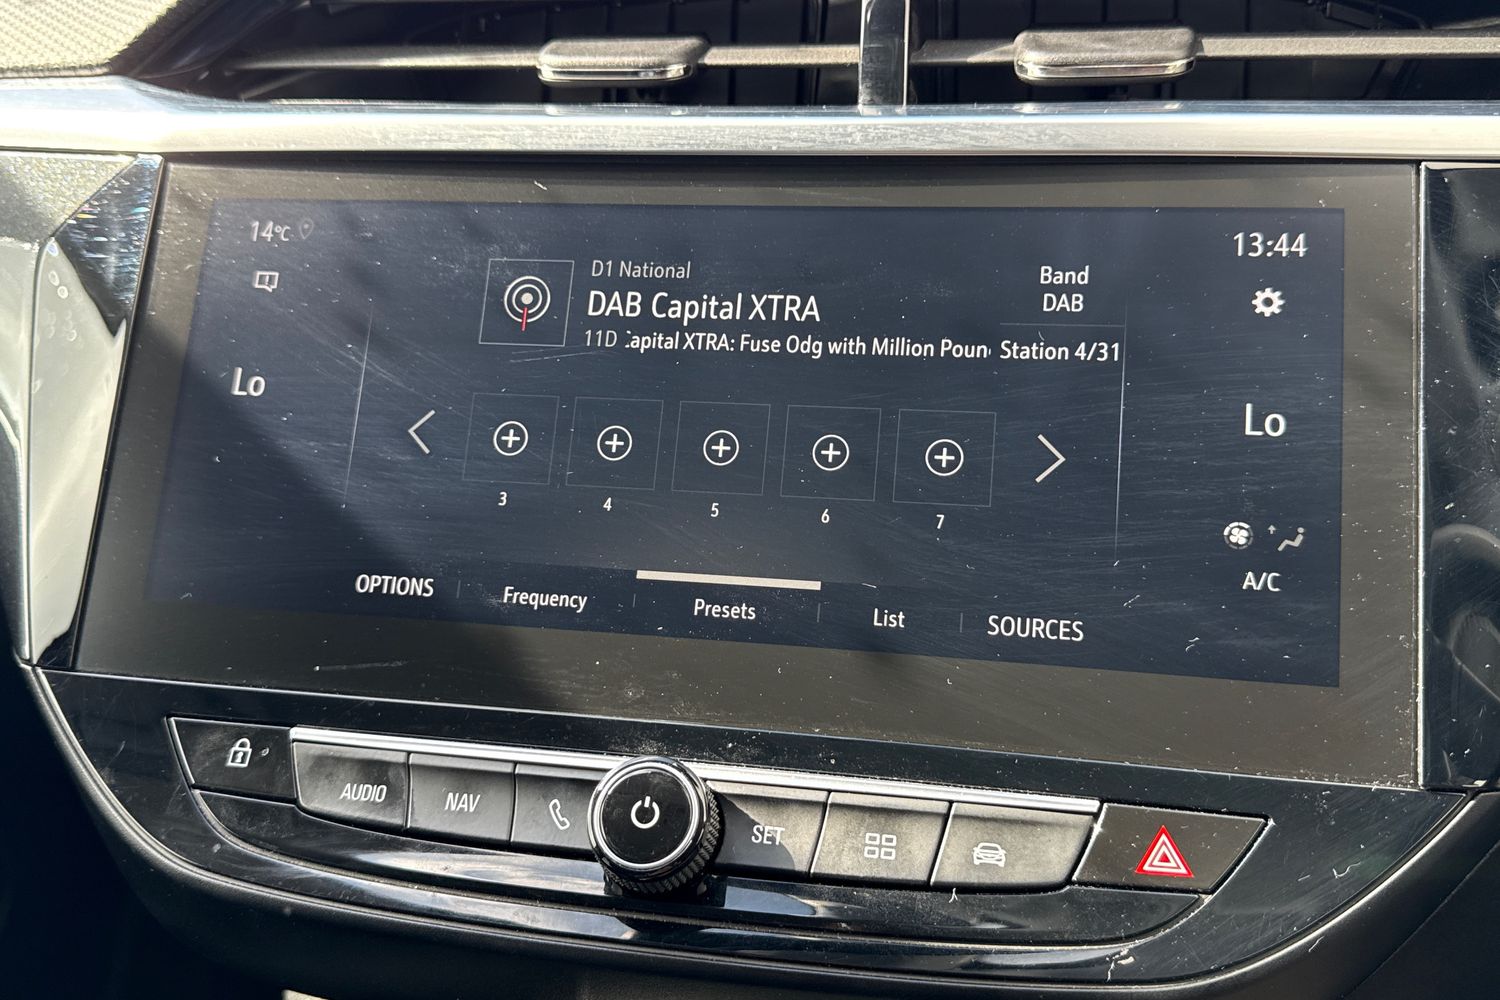 14°C
13:44
D1 National
DAB Capital XTRA
11D apital XTRA: Fuse Odg with Million Poun
Band
DAB
Station 4/31
Lo
Lo
3 4 5 6 7
A/C
OPTIONS Frequency Presets List SOURCES
AUDIO NAV SET